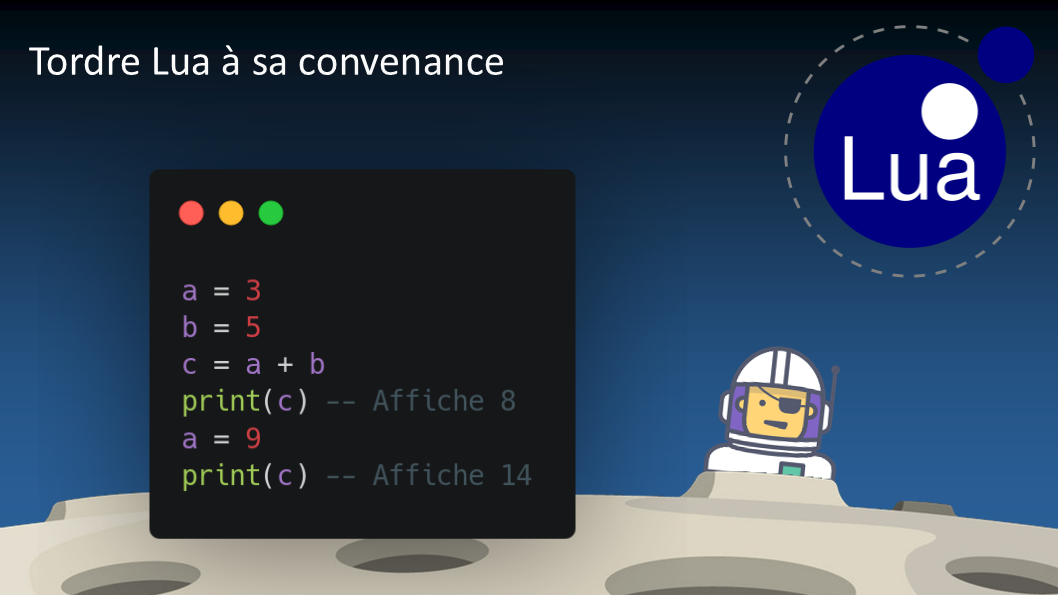 Tordre Lua à sa convenance
Lua
a = 3
b = 5
c = a + b
print(c) -- Affiche 8
a = 9
print(c) -- Affiche 14